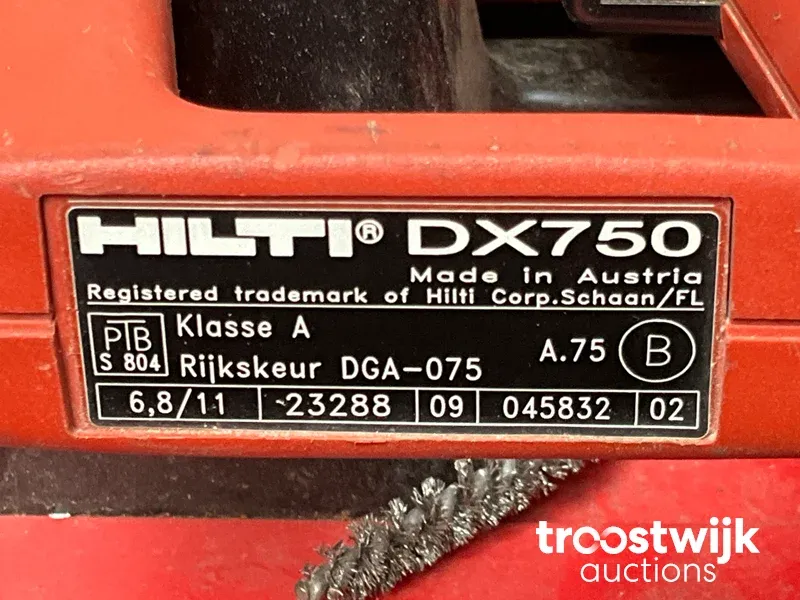 HILTI® DX750
Made in Austria
Registered trademark of Hilti Corp.Schaan/FL
PTB
S 804
Klasse A
Rijkskeur DGA-075
A.75
B
6,8/11 23288 09 045832 02
troostwijk
auctions